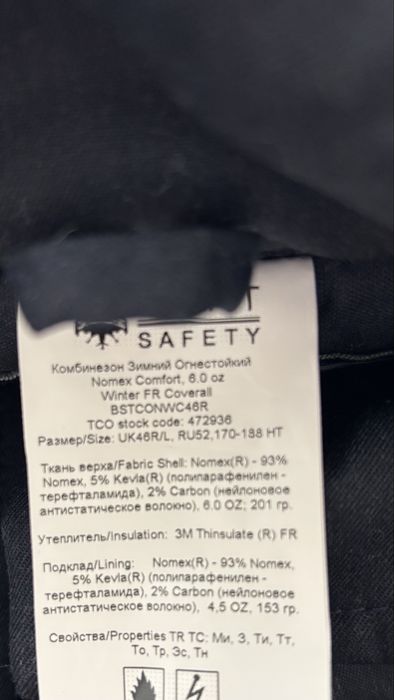 T
SAFETY
Комбинезон Зимний Огнестойкий
Nomex Comfort, 6.0 oz
Winter FR Coverall
BSTCONWC46R
TCO stock code: 472936
Размер/Size: UK46R/L, RU52,170-188 HT
Ткань верха/Fabric Shell: Nomex(R) - 93%
Nomex, 5% Kevla(R) (полипарафенилен -
терефталамида), 2% Carbon (нейлоновое
антистатическое волокно), 6.0 OZ; 201 гр.
Утеплитель/Insulation: 3M Thinsulate (R) FR
Подклад/Lining: Nomex(R) - 93% Nomex,
5% Kevla(R) (полипарафенилен -
терефталамида), 2% Carbon (нейлоновое
антистатическое волокно), 4,5 OZ, 153 гр.
Свойства/Properties TR TC: Ми, З, Ти, Тт,
То, Тр, Эс, Тн